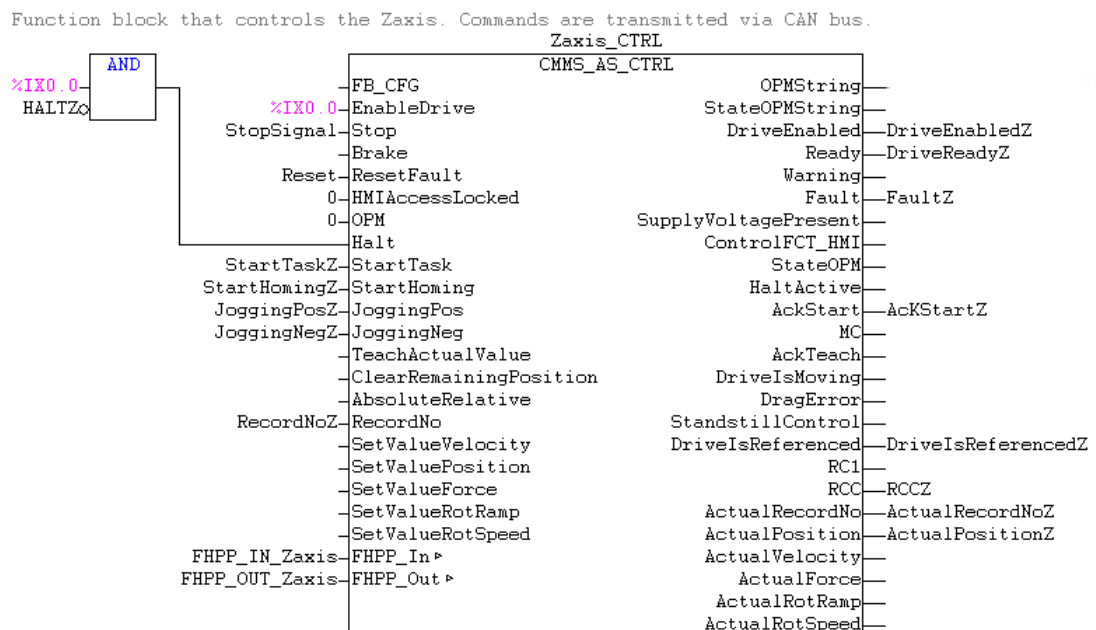 Function block that controls the Zaxis. Commands are transmitted via CAN bus.
Zaxis_CTRL
AND CMMS_AS_CTRL
%IX0.0 FB_CFG OPMString
HALTZ %IX0.0 EnableDrive StateOPMString
StopSignal Stop DriveEnabled DriveEnabledZ
Brake Ready DriveReadyZ
Reset ResetFault Warning
0 HMIAccessLocked Fault FaultZ
0 OPM SupplyVoltagePresent
Halt ControlFCT_HMI
StartTaskZ StartTask StateOPM
StartHomingZ StartHoming HaltActive
JoggingPosZ JoggingPos AckStart AcKStartZ
JoggingNegZ JoggingNeg MC
TeachActualValue AckTeach
ClearRemainingPosition DriveIsMoving
AbsoluteRelative DragError
RecordNoZ RecordNo StandstillControl
SetValueVelocity DriveIsReferenced DriveIsReferencedZ
SetValuePosition RC1
SetValueForce RCC RCCZ
SetValueRotRamp ActualRecordNo ActualRecordNoZ
SetValueRotSpeed ActualPosition ActualPositionZ
FHPP_IN_Zaxis FHPP_In ActualVelocity
FHPP_OUT_Zaxis FHPP_Out ActualForce
ActualRotRamp
ActualRotSpeed